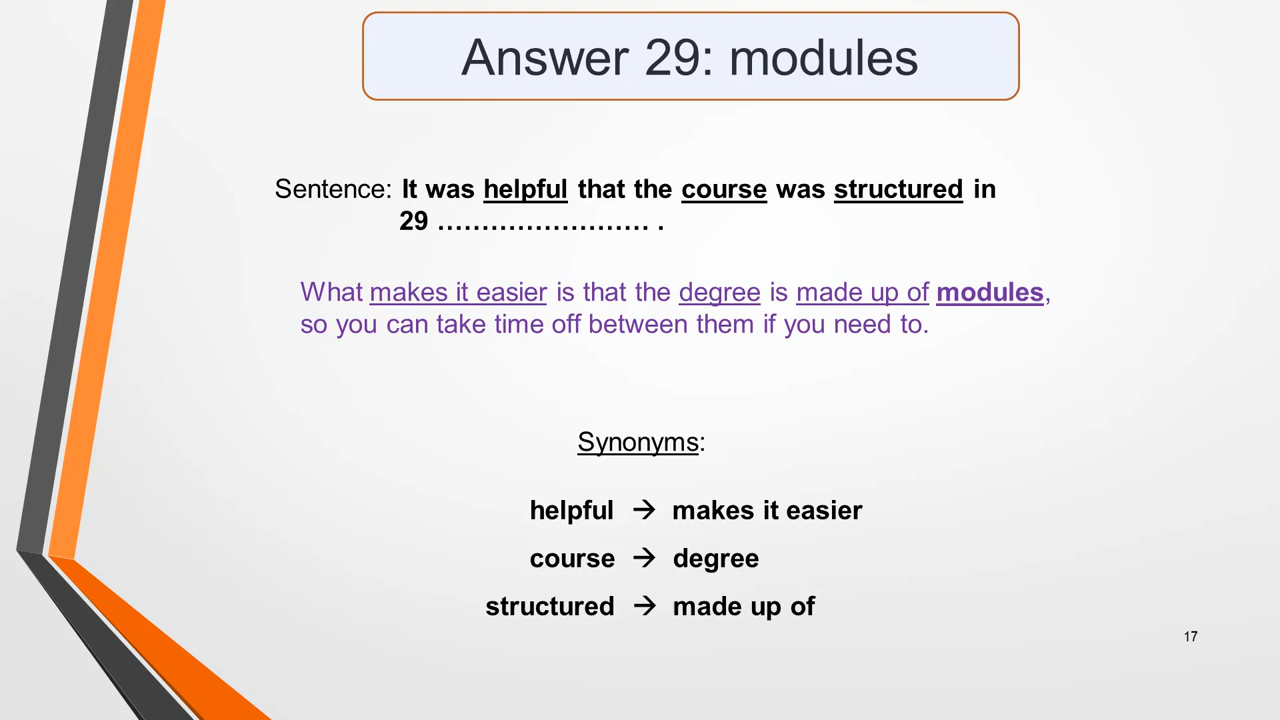 Answer 29: modules
Sentence: It was helpful that the course was structured in
29 …………………… .
What makes it easier is that the degree is made up of modules,
so you can take time off between them if you need to.
Synonyms:
helpful → makes it easier
course → degree
structured → made up of
17